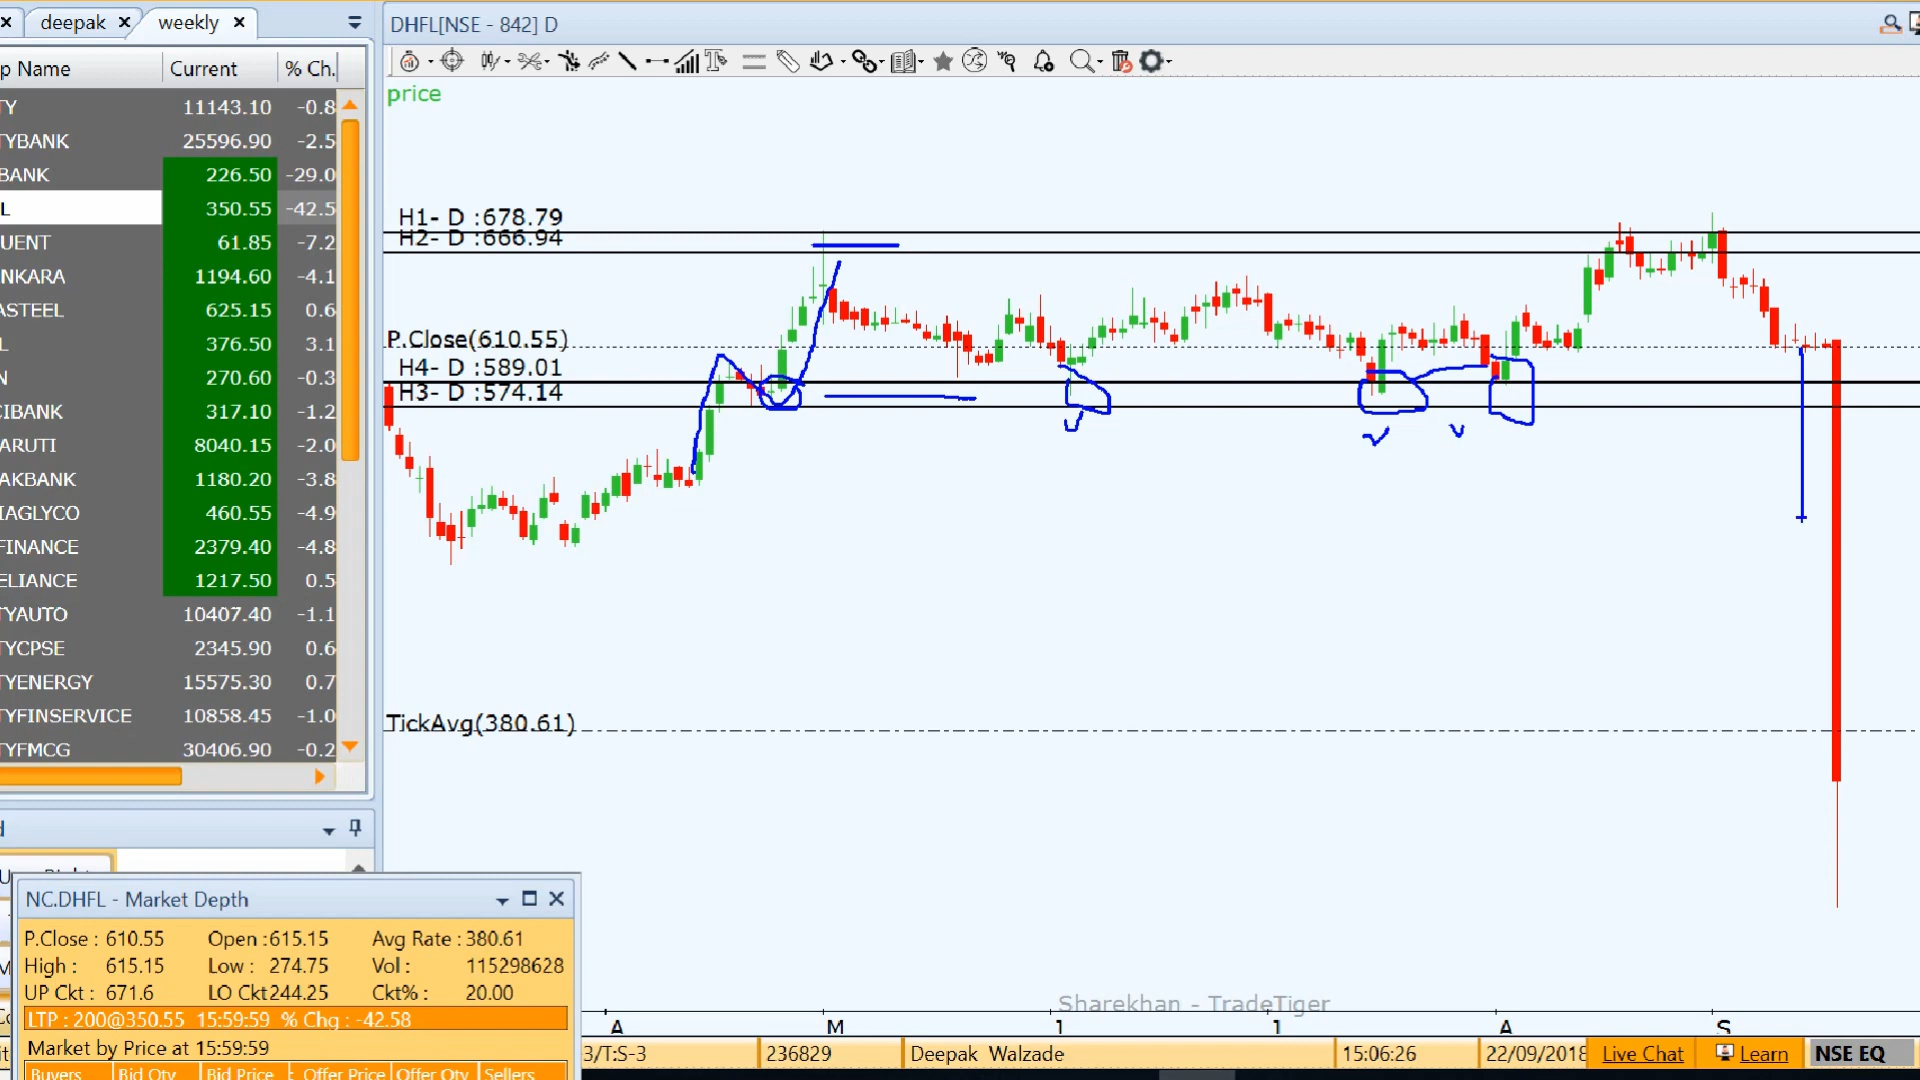 deepak
weekly
DHFL[NSE - 842] D
p Name Current % Ch.
TY 11143.10 -0.8
TYBANK 25596.90 -2.5
BANK 226.50 -29.0
L 350.55 -42.5
UENT 61.85 -7.2
NKARA 1194.60 -4.1
ASTEEL 625.15 0.6
L 376.50 3.1
N 270.60 -0.3
CIBANK 317.10 -1.2
ARUTI 8040.15 -2.0
AKBANK 1180.20 -3.8
IAGLYCO 460.55 -4.9
FINANCE 2379.40 -4.8
ELIANCE 1217.50 0.5
TYAUTO 10407.40 -1.1
TYCPSE 2345.90 0.6
TYENERGY 15575.30 0.7
TYFINSERVICE 10858.45 -1.0
TYFMCG 30406.90 -0.2
price
H1- D :678.79
H2- D :666.94
P.Close(610.55)
H4- D :589.01
H3- D :574.14
TickAvg(380.61)
NC.DHFL - Market Depth
P.Close : 610.55 Open :615.15 Avg Rate : 380.61
High : 615.15 Low : 274.75 Vol : 115298628
UP Ckt : 671.6 LO Ckt244.25 Ckt% : 20.00
LTP : 200@350.55 15:59:59 % Chg : -42.58
Market by Price at 15:59:59
Buyers Bid Qty Bid Price Offer Price Offer Qty Sellers
Sharekhan - TradeTiger
A M 1 1 A S
3/T:S-3 236829 Deepak Walzade 15:06:26 22/09/2018 Live Chat Learn NSE EQ